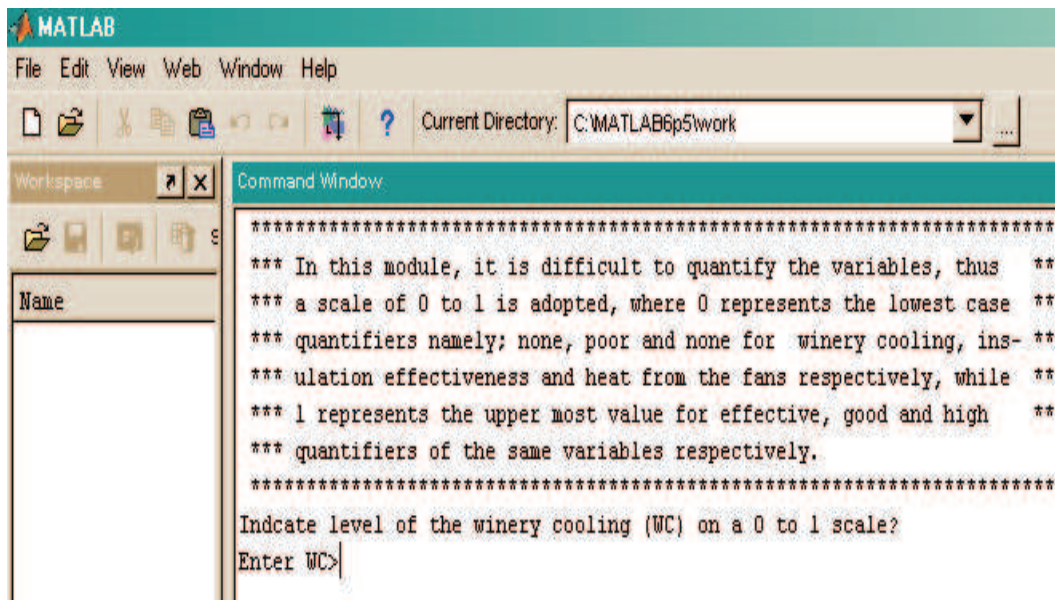 MATLAB
File Edit View Web Window Help
? Current Directory: C:\MATLAB6p5\work ...
Workspace
Command Window
S
Name
************************************************************************
*** In this module, it is difficult to quantify the variables, thus **
*** a scale of 0 to 1 is adopted, where 0 represents the lowest case **
*** quantifiers namely; none, poor and none for winery cooling, ins- **
*** ulation effectiveness and heat from the fans respectively, while **
*** 1 represents the upper most value for effective, good and high **
*** quantifiers of the same variables respectively.
************************************************************************
Indcate level of the winery cooling (WC) on a 0 to 1 scale?
Enter WC>